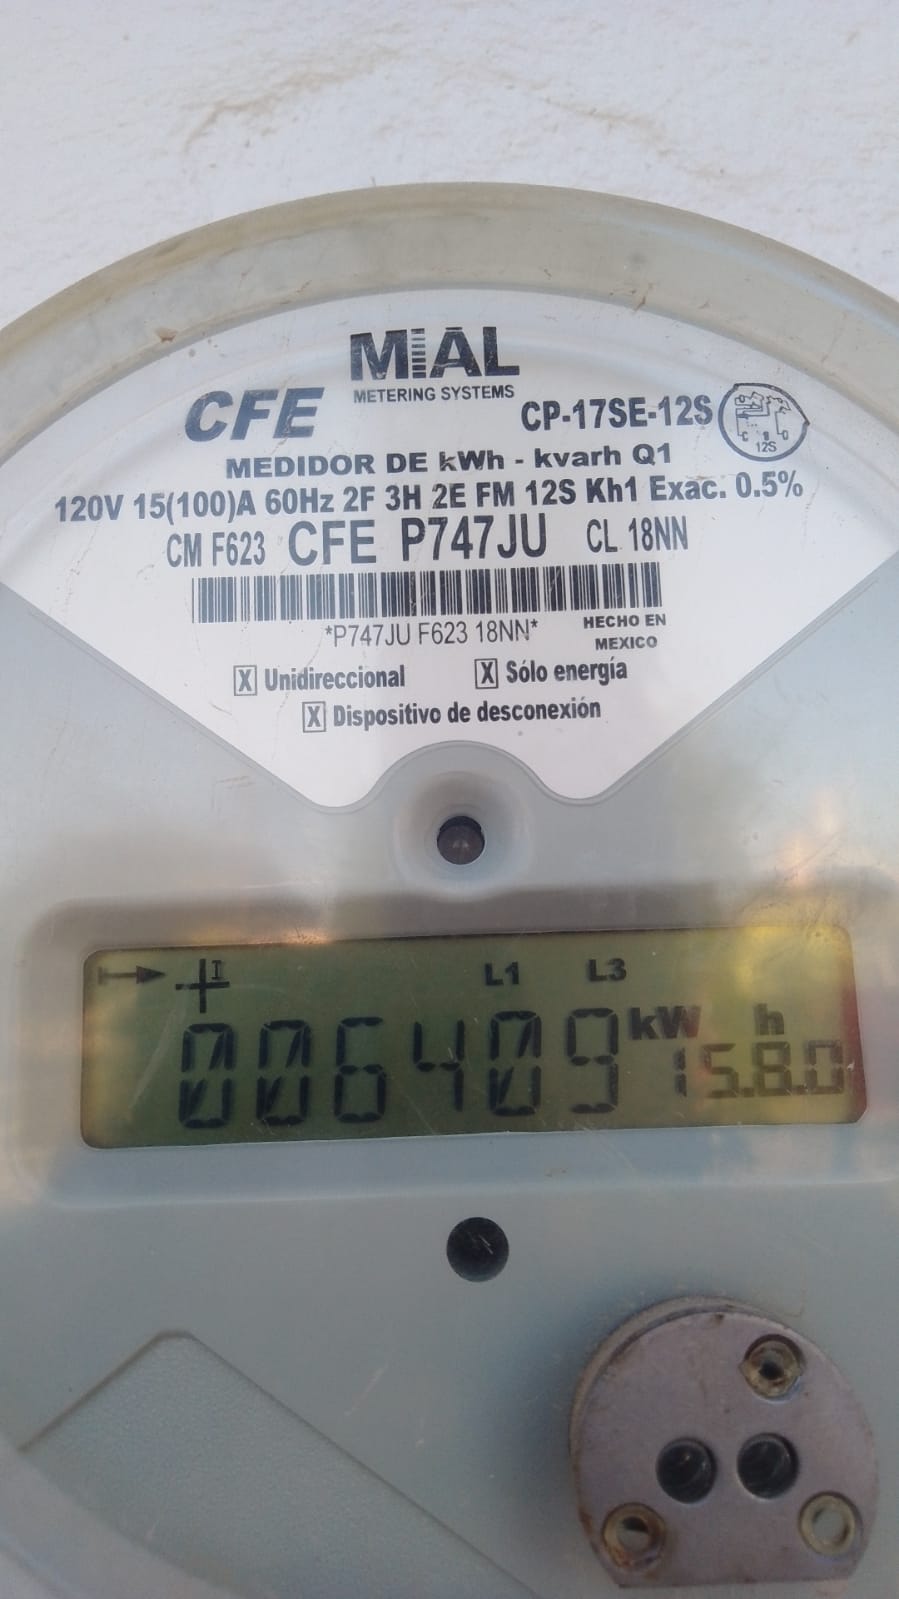 MIAL
METERING SYSTEMS
CFE
CP-17SE-12S
12S
MEDIDOR DE kWh - kvarh Q1
120V 15(100)A 60Hz 2F 3H 2E FM 12S Kh1 Exac. 0.5%
CM F623 CFE P747JU CL 18NN
*P747JU F623 18NN*
HECHO EN
MEXICO
X Unidireccional X Sólo energía
X Dispositivo de desconexión
L1 L3
006409 kW h
15.8.0